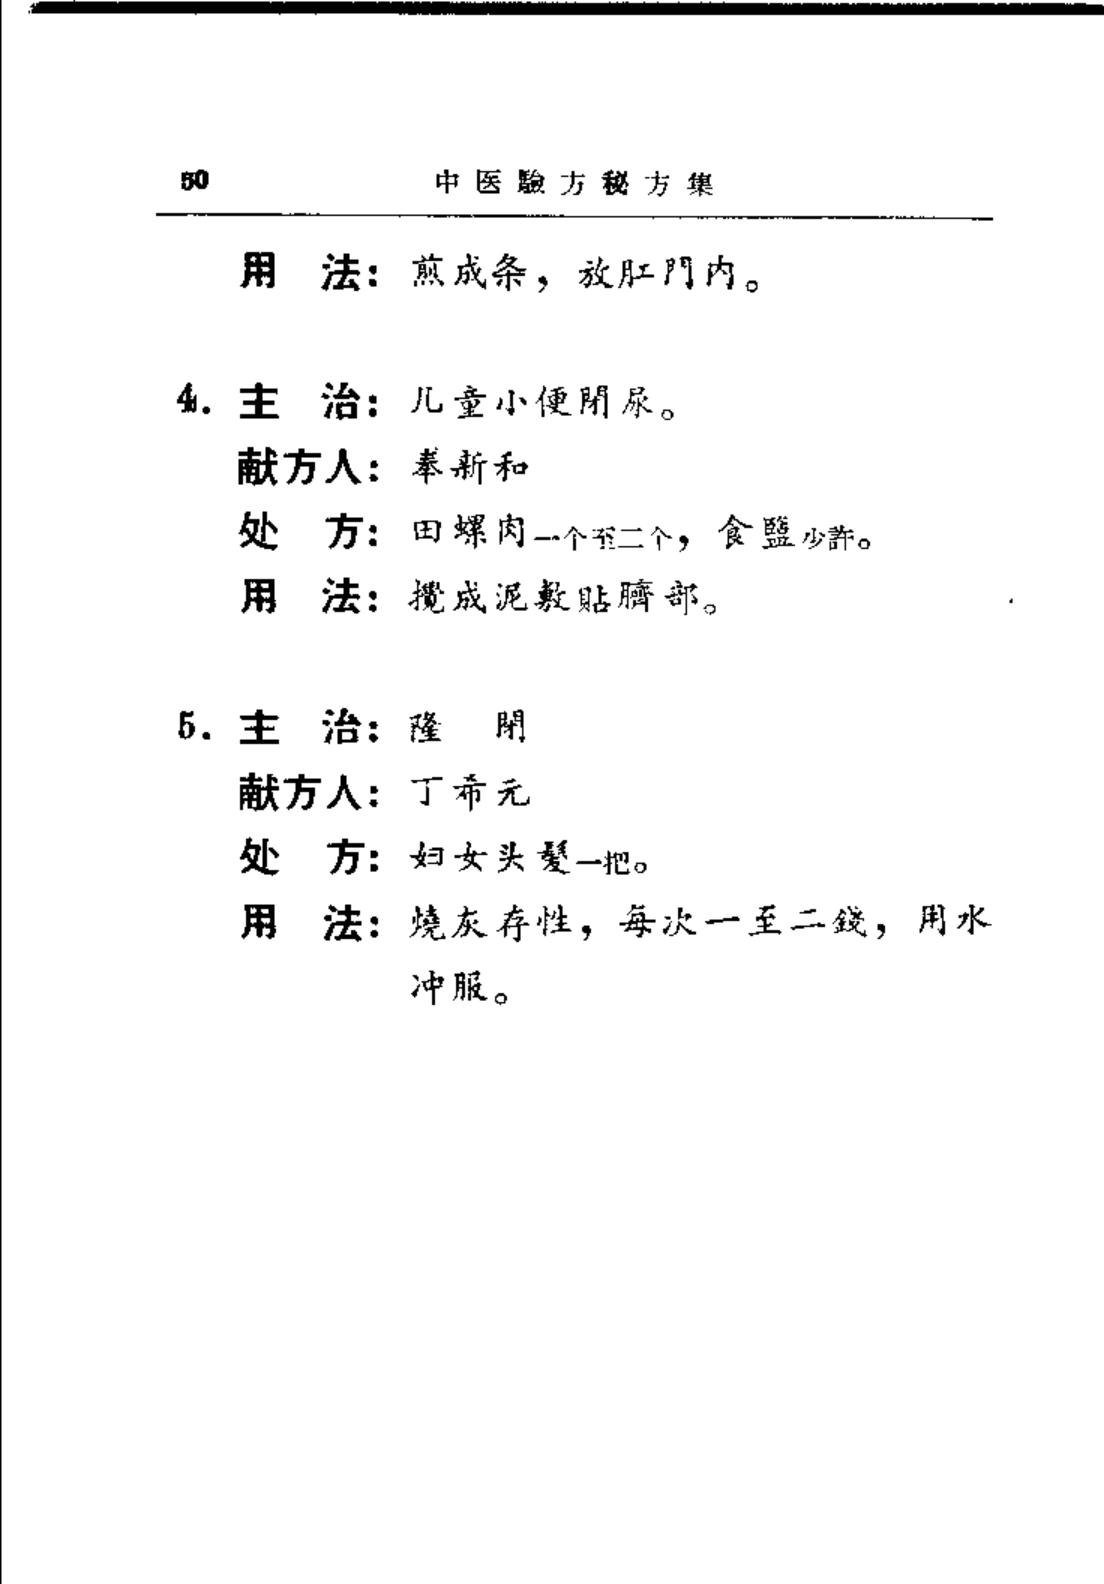 50 中医驗方秘方集
用 法：煎成条，放肛門内。
4. 主 治：儿童小便閉尿。
献方人：奉新和
处 方：田螺肉一个至二个，食鹽少許。
用 法：攪成泥敷貼臍部。
5. 主 治：隆 閉
献方人：丁希元
处 方：妇女头髮一把。
用 法：燒灰存性，每次一至二錢，用水
冲服。